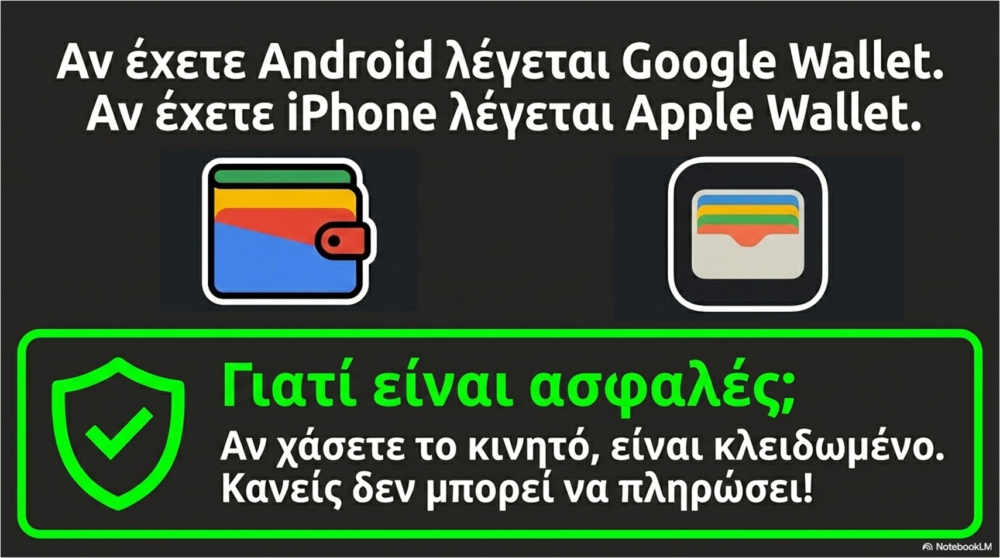 Αν έχετε Android λέγεται Google Wallet.
Αν έχετε iPhone λέγεται Apple Wallet.
Γιατί είναι ασφαλές;
Αν χάσετε το κινητό, είναι κλειδωμένο.
Κανείς δεν μπορεί να πληρώσει!
NotebookLM